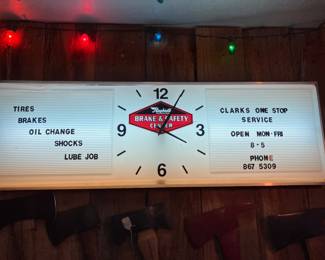 TIRES
BRAKES
OIL CHANGE
SHOCKS
LUBE JOB
12
3
6
9
Raybestos
BRAKE & SAFETY
CENTER
CLARKS ONE STOP
SERVICE
OPEN MON-FRI
8-5
PHONE
867 5309